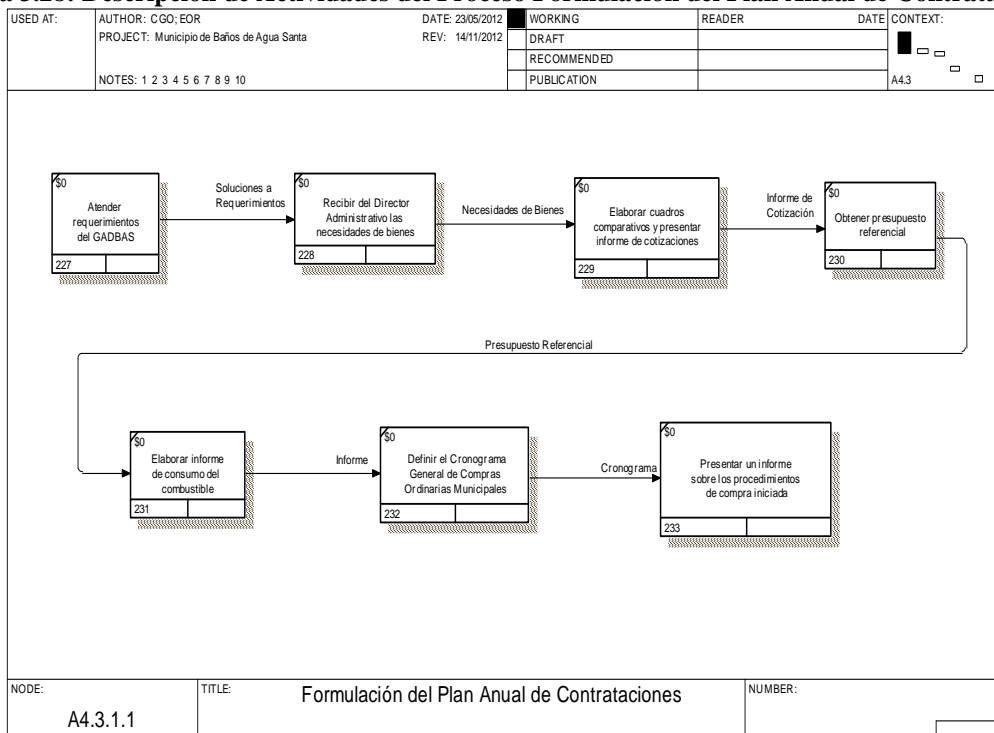 a 3.28: Descripción de Actividades del Proceso Formulación del Plan Anual de Contrata
USED AT:
AUTHOR: CGO; EOR
DATE: 23/05/2012
WORKING
READER
DATE
CONTEXT:
PROJECT: Municipio de Baños de Agua Santa
REV: 14/11/2012
DRAFT
RECOMMENDED
NOTES: 1 2 3 4 5 6 7 8 9 10
PUBLICATION
A4.3
$0
Atender
requerimientos
del GADBAS
227
Soluciones a
Requerimientos
$0
Recibir del Director
Administrativo las
necesidades de bienes
228
Necesidades de Bienes
$0
Elaborar cuadros
comparativos y presentar
informe de cotizaciones
229
Informe de
Cotización
$0
Obtener presupuesto
referencial
230
Presupuesto Referencial
$0
Elaborar informe
de consumo del
combustible
231
Informe
$0
Definir el Cronograma
General de Compras
Ordinarias Municipales
232
Cronograma
$0
Presentar un informe
sobre los procedimientos
de compra iniciada
233
NODE:
A4.3.1.1
TITLE:
Formulación del Plan Anual de Contrataciones
NUMBER: